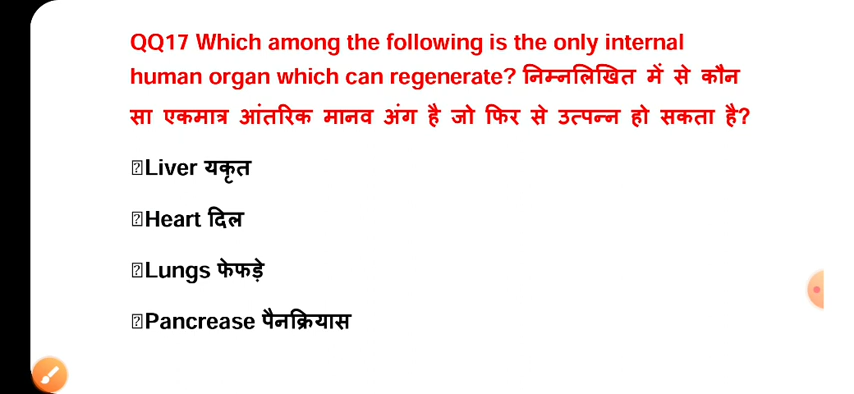 QQ17 Which among the following is the only internal
human organ which can regenerate? निम्नलिखित में से कौन
सा एकमात्र आंतरिक मानव अंग है जो फिर से उत्पन्न हो सकता है?
⍰Liver यकृत
⍰Heart दिल
⍰Lungs फेफड़े
⍰Pancrease पैनक्रियास